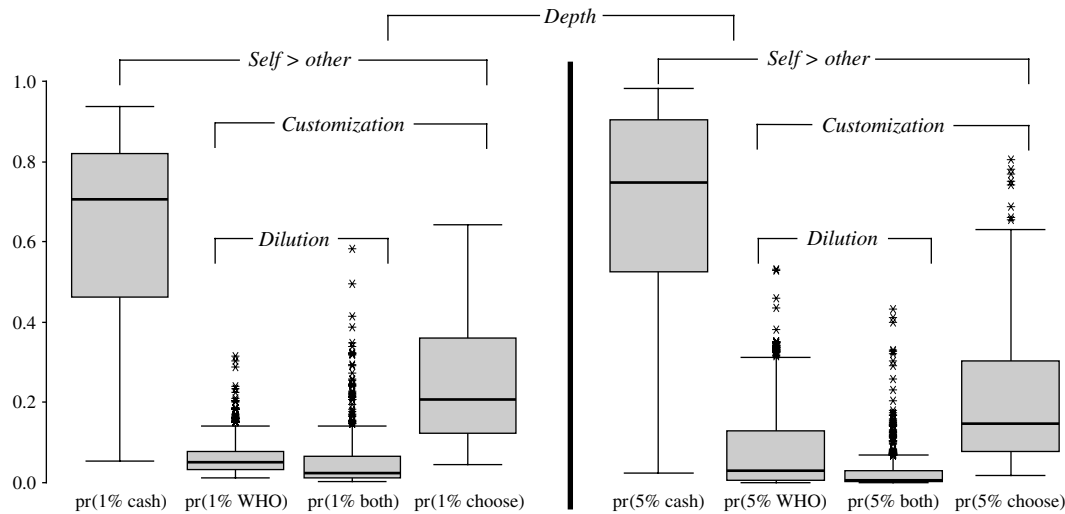 Depth
Self > other Self > other
1.0
Customization Customization
0.8
0.6
Dilution Dilution
0.4
0.2
0.0
pr(1% cash) pr(1% WHO) pr(1% both) pr(1% choose) pr(5% cash) pr(5% WHO) pr(5% both) pr(5% choose)